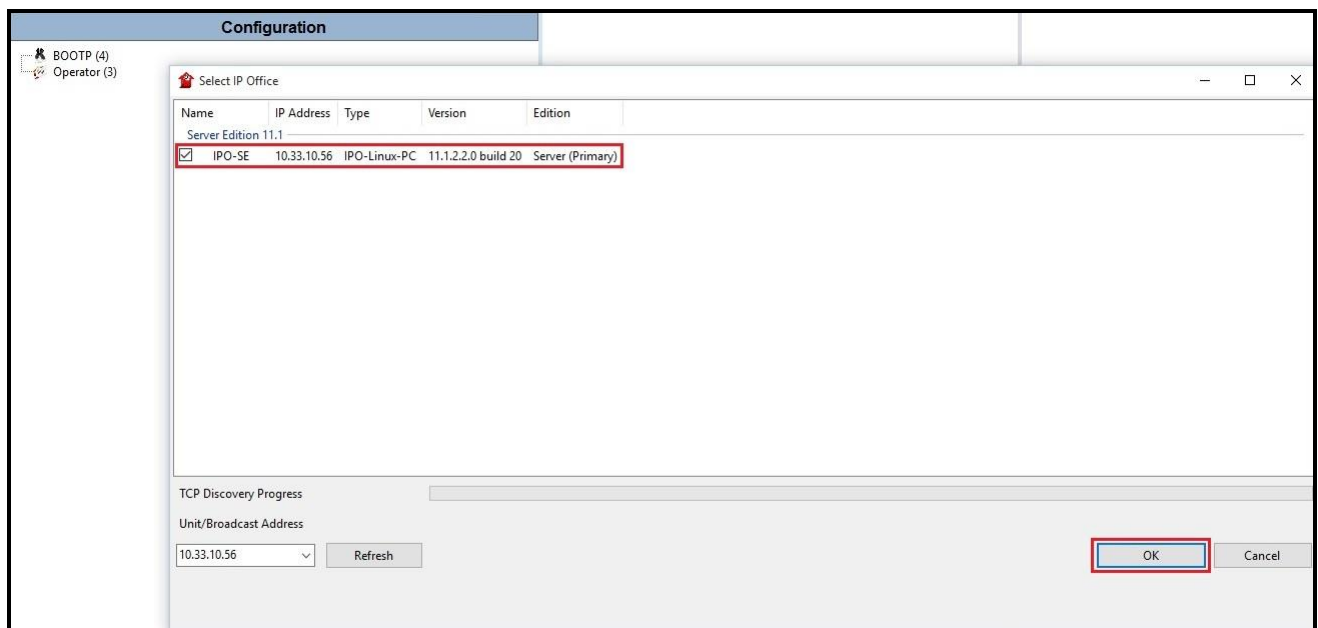 Configuration
BOOTP (4)
Operator (3)
Select IP Office
Name IP Address Type Version Edition
Server Edition 11.1
IPO-SE 10.33.10.56 IPO-Linux-PC 11.1.2.2.0 build 20 Server (Primary)
TCP Discovery Progress
Unit/Broadcast Address
10.33.10.56 Refresh OK Cancel